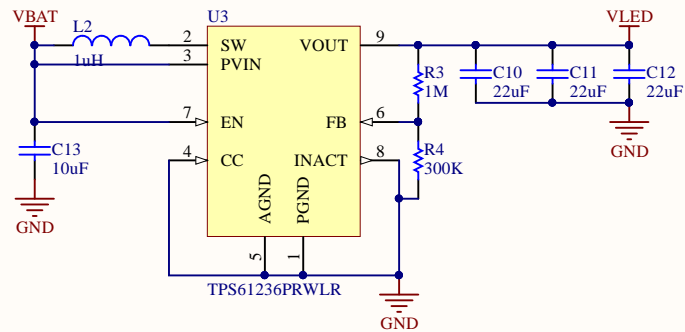 VBAT
L2
1uH
2
3
7
4
U3
SW
PVIN
EN
CC
VOUT
FB
INACT
AGND
PGND
5
1
TPS61236PRWLR
9
6
8
R3
1M
R4
300K
C10
22uF
C11
22uF
C12
22uF
VLED
GND
C13
10uF
GND
GND